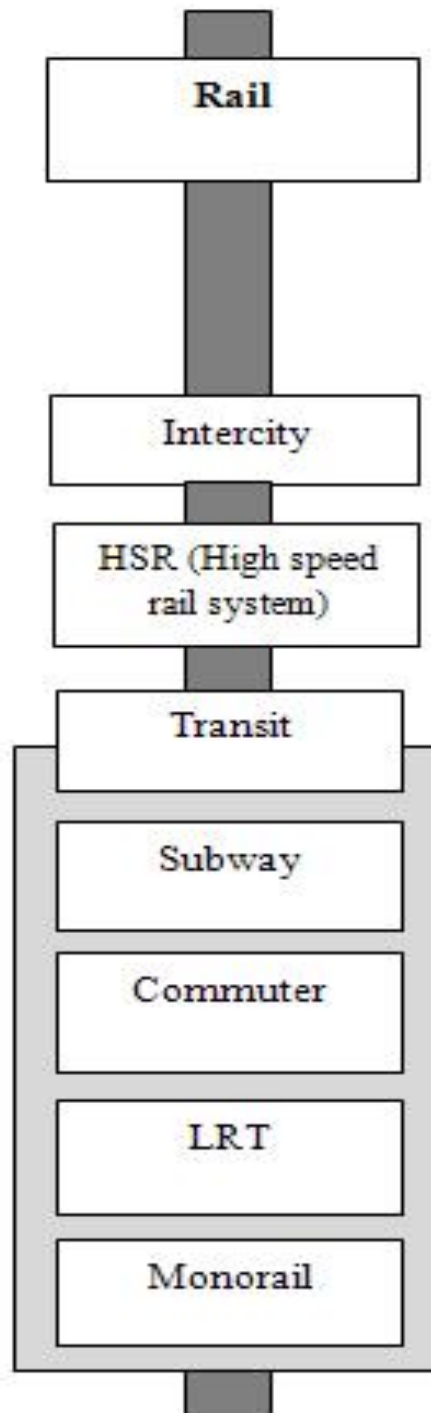 Rail
Intercity
HSR (High speed
rail system)
Transit
Subway
Commuter
LRT
Monorail